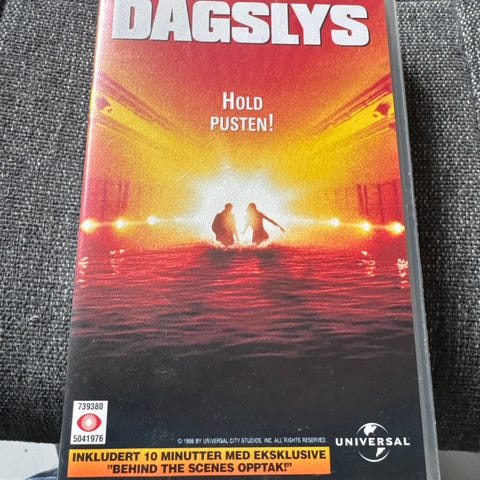 DAGSLYS
HOLD
PUSTEN!
739380
5041976
© 1996 BY UNIVERSAL CITY STUDIOS, INC. ALL RIGHTS RESERVED.
UNIVERSAL
INKLUDERT 10 MINUTTER MED EKSKLUSIVE
"BEHIND THE SCENES OPPTAK!"